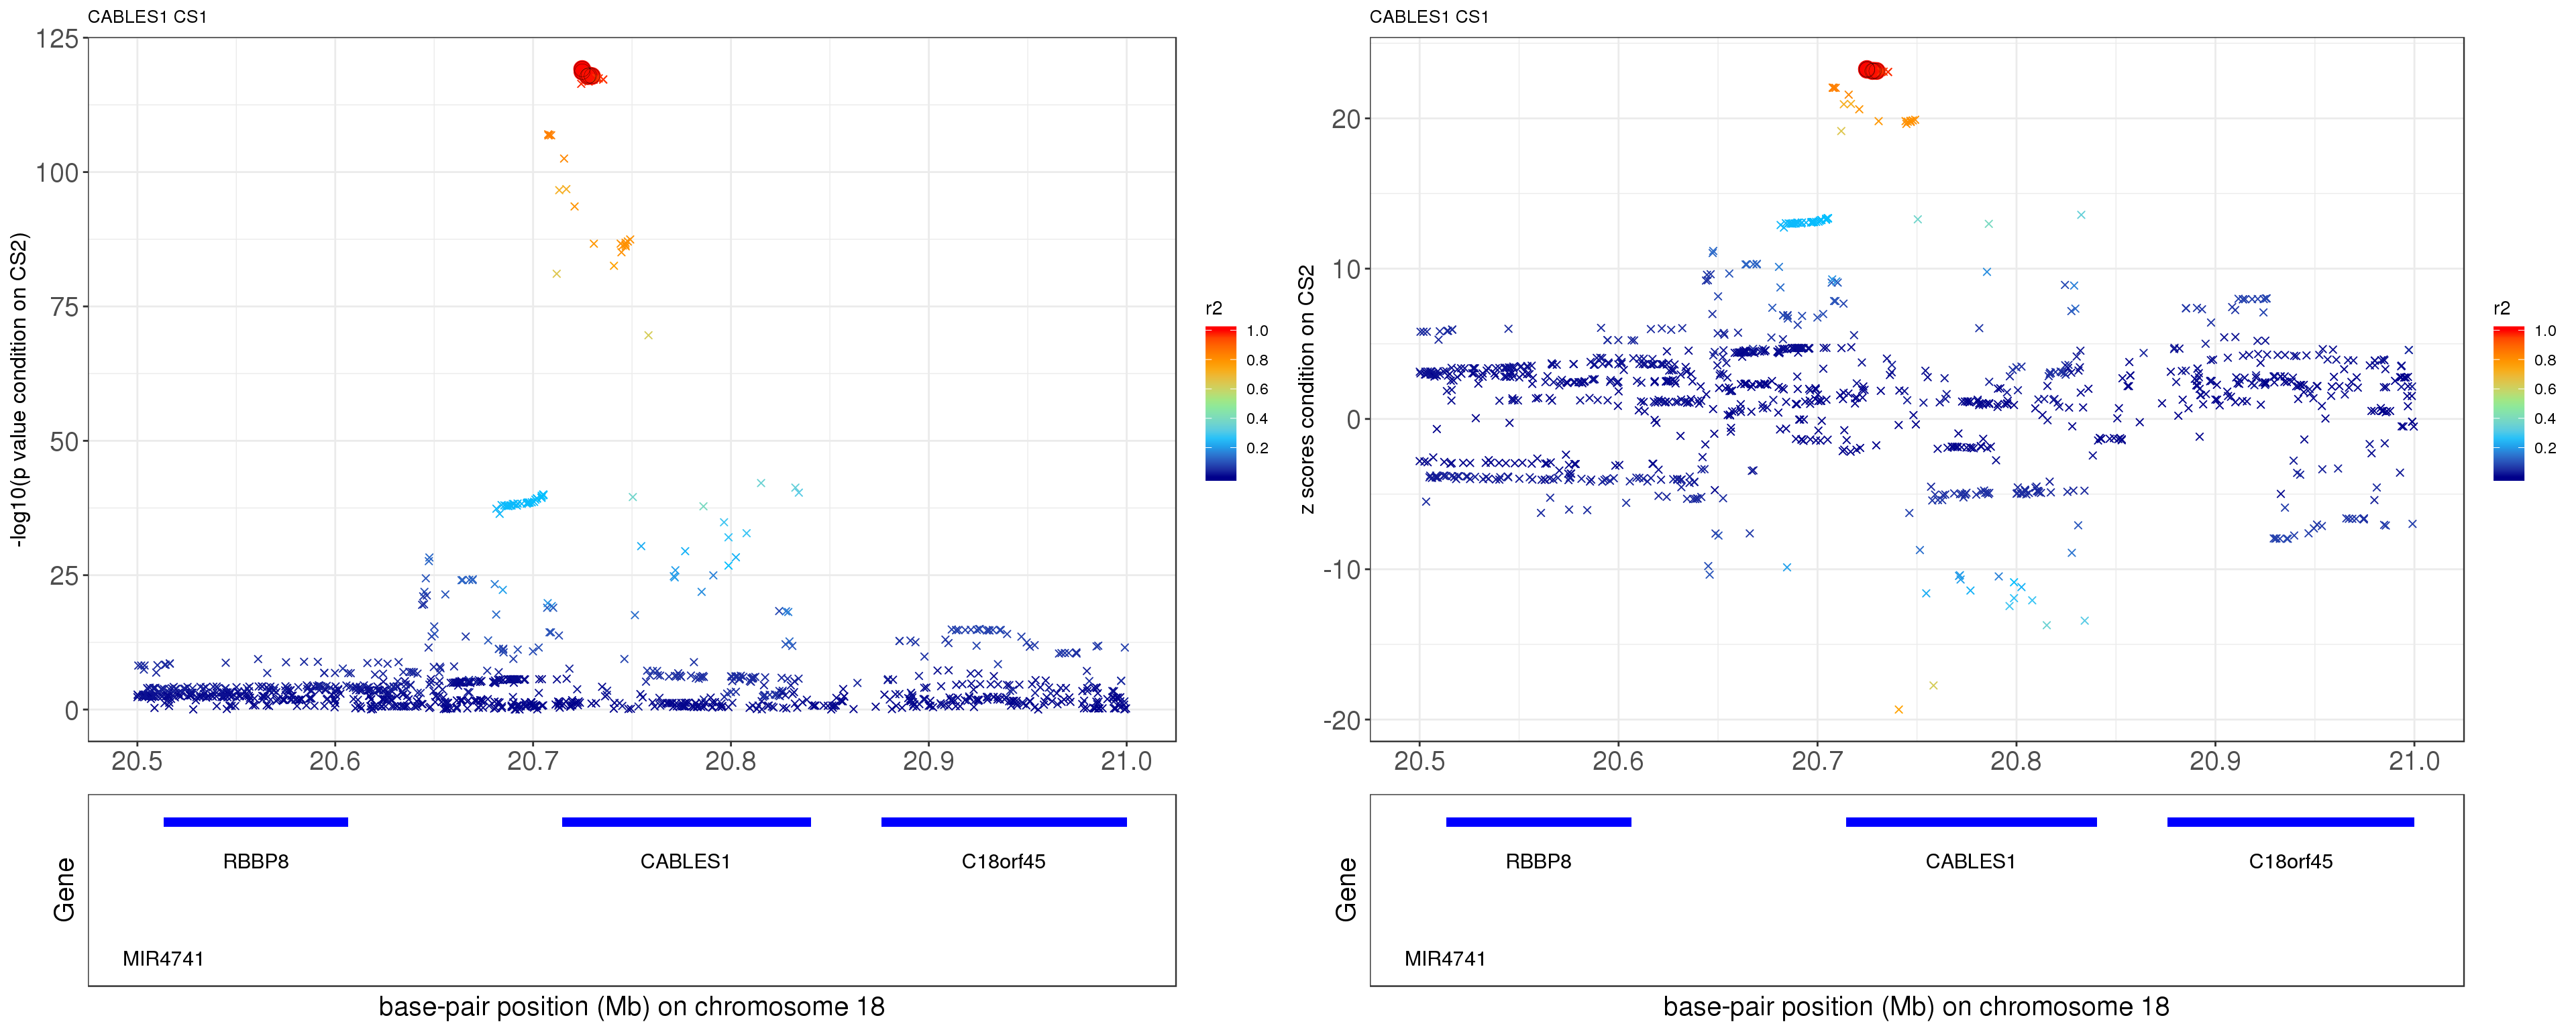 CABLES1 CS1
-log10(p value condition on CS2)
125
100
75
50
25
0
20.5 20.6 20.7 20.8 20.9 21.0
r2
1.0
0.8
0.6
0.4
0.2
Gene
RBBP8 CABLES1 C18orf45
MIR4741
base-pair position (Mb) on chromosome 18
CABLES1 CS1
z scores condition on CS2
20
10
0
-10
-20
20.5 20.6 20.7 20.8 20.9 21.0
r2
1.0
0.8
0.6
0.4
0.2
Gene
RBBP8 CABLES1 C18orf45
MIR4741
base-pair position (Mb) on chromosome 18